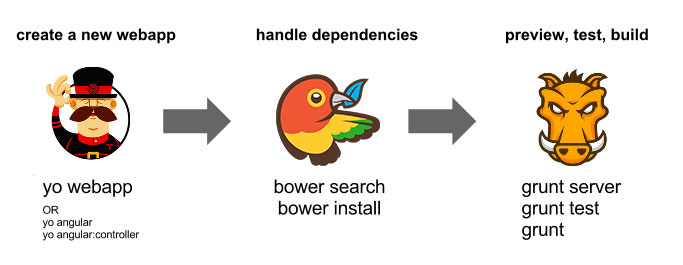 create a new webapp
handle dependencies
preview, test, build
yo webapp
OR
yo angular
yo angular:controller
bower search
bower install
grunt server
grunt test
grunt